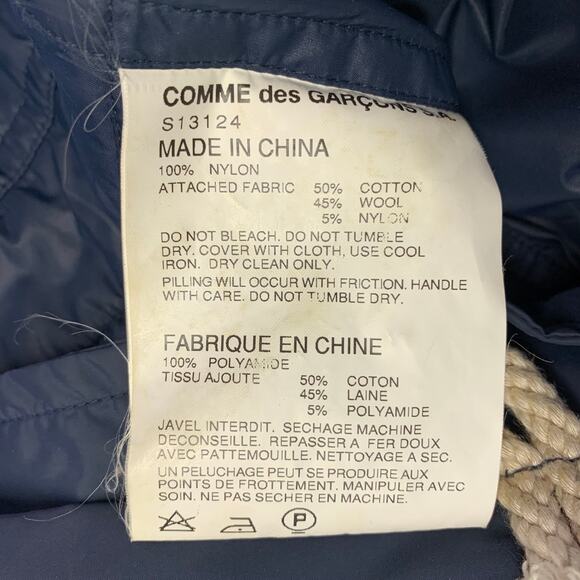 COMME des GARÇONS S.A.
S13124
MADE IN CHINA
100% NYLON
ATTACHED FABRIC 50% COTTON
45% WOOL
5% NYLON
DO NOT BLEACH. DO NOT TUMBLE
DRY. COVER WITH CLOTH, USE COOL
IRON. DRY CLEAN ONLY.
PILLING WILL OCCUR WITH FRICTION. HANDLE
WITH CARE. DO NOT TUMBLE DRY.
FABRIQUE EN CHINE
100% POLYAMIDE
TISSU AJOUTE 50% COTON
45% LAINE
5% POLYAMIDE
JAVEL INTERDIT. SECHAGE MACHINE
DECONSEILLE. REPASSER A FER DOUX
AVEC PATTEMOUILLE. NETTOYAGE A SEC.
UN PELUCHAGE PEUT SE PRODUIRE AUX
POINTS DE FROTTEMENT. MANIPULER AVEC
SOIN. NE PAS SECHER EN MACHINE.
P